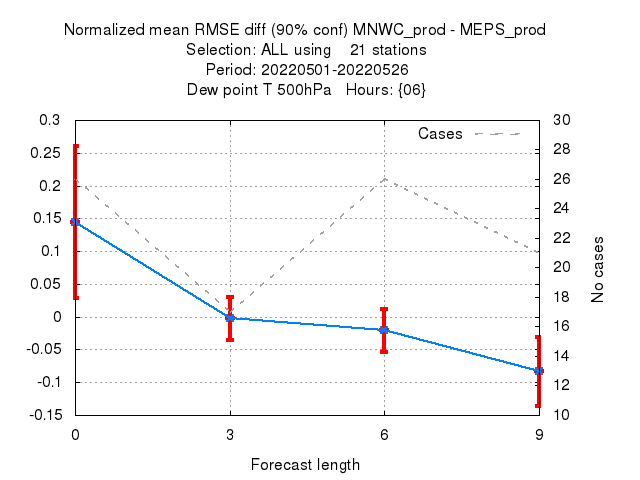 Normalized mean RMSE diff (90% conf) MNWC_prod - MEPS_prod
Selection: ALL using    21 stations
Period: 20220501-20220526
Dew point T 500hPa   Hours: {06}
Cases
0.3
0.25
0.2
0.15
0.1
0.05
0
-0.05
-0.1
-0.15
30
28
26
24
22
20
18
16
14
12
10
No cases
0 3 6 9
Forecast length